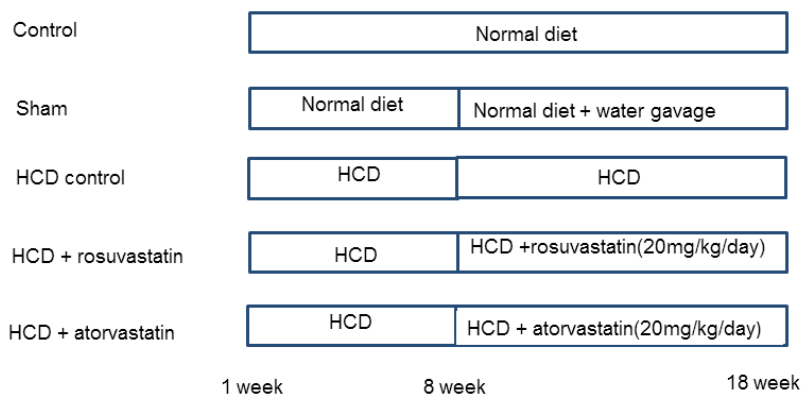 Control
Normal diet
Sham
Normal diet
Normal diet + water gavage
HCD control
HCD
HCD
HCD + rosuvastatin
HCD
HCD +rosuvastatin(20mg/kg/day)
HCD + atorvastatin
HCD
HCD + atorvastatin(20mg/kg/day)
1 week
8 week
18 week